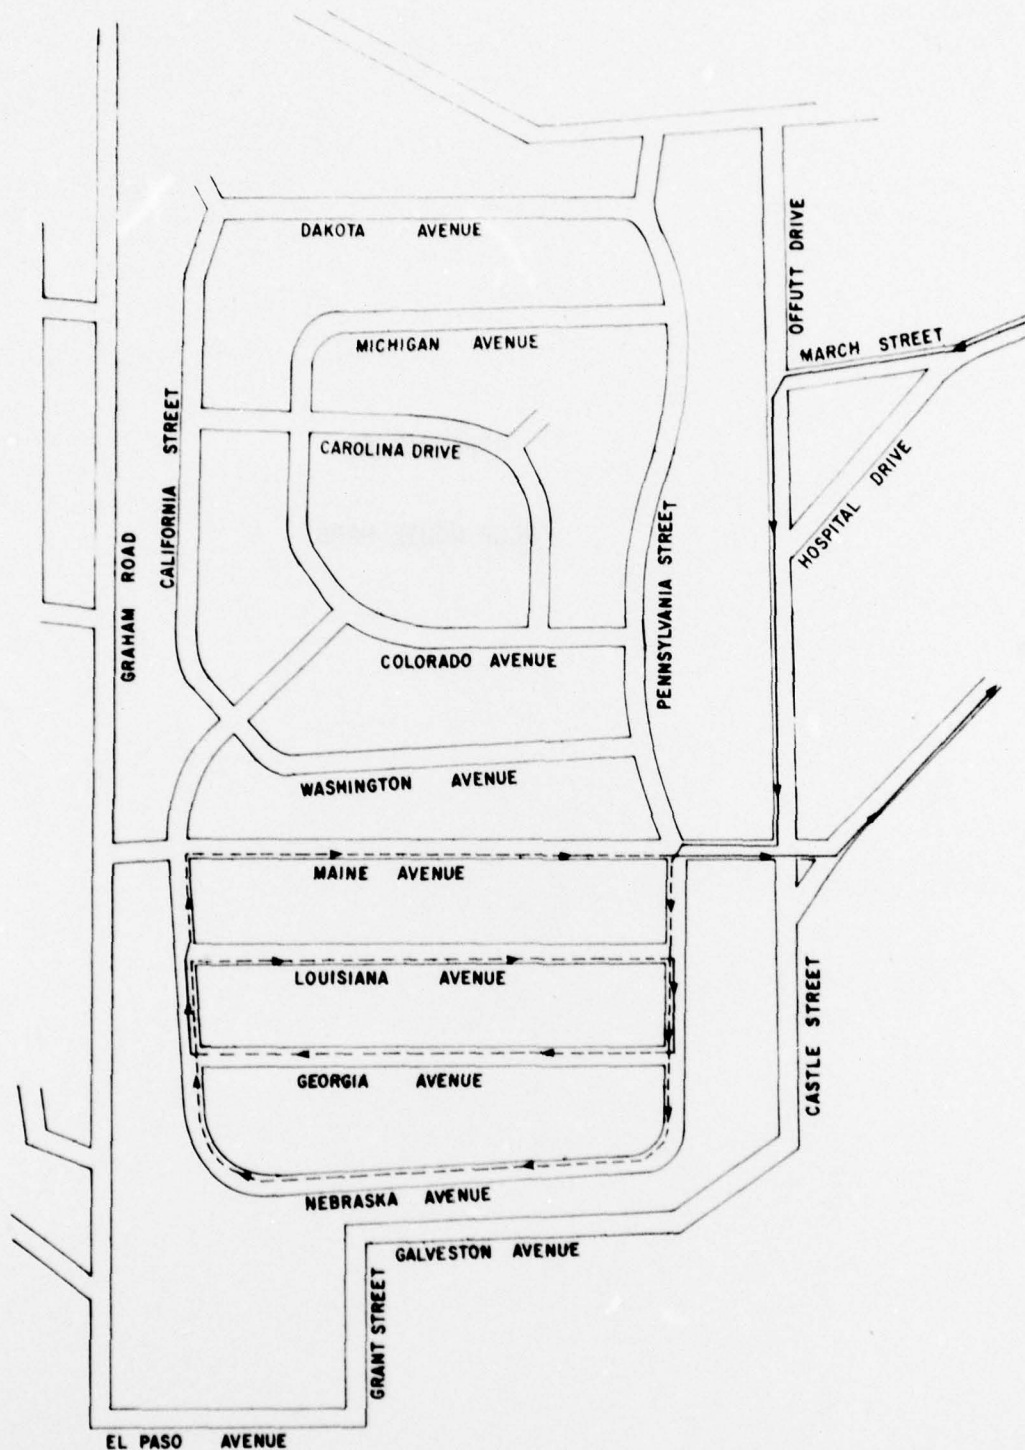 DAKOTA AVENUE
OFFUTT DRIVE
MICHIGAN AVENUE
MARCH STREET
CALIFORNIA STREET
CAROLINA DRIVE
HOSPITAL DRIVE
GRAHAM ROAD
PENNSYLVANIA STREET
COLORADO AVENUE
WASHINGTON AVENUE
MAINE AVENUE
LOUISIANA AVENUE
CASTLE STREET
GEORGIA AVENUE
NEBRASKA AVENUE
GALVESTON AVENUE
GRANT STREET
EL PASO AVENUE